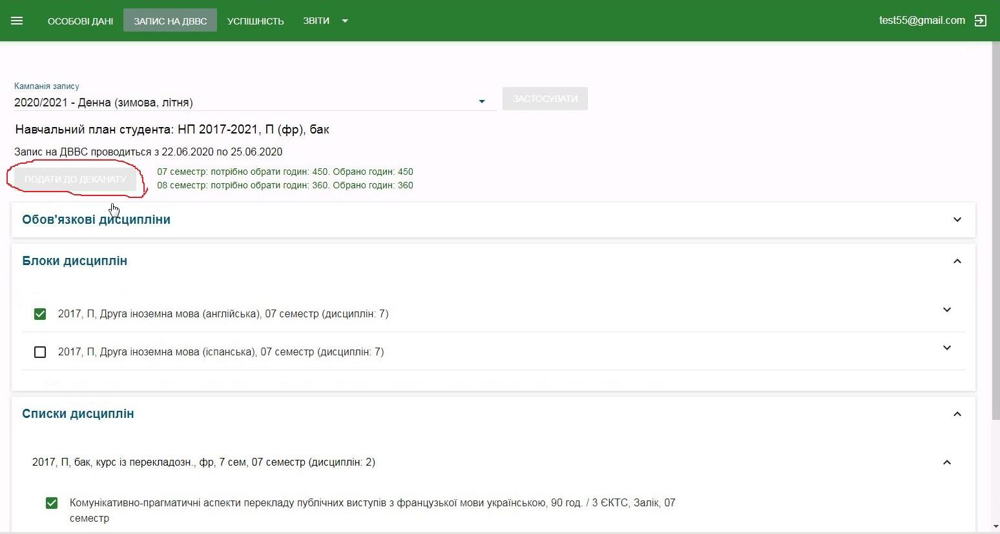 ОСОБОВІ ДАНІ ЗАПИС НА ДВВС УСПІШНІСТЬ ЗВІТИ test55@gmail.com
Кампанія запису
2020/2021 - Денна (зимова, літня) ЗАСТОСУВАТИ
Навчальний план студента: НП 2017-2021, П (фр), бак
Запис на ДВВС проводиться з 22.06.2020 по 25.06.2020
ПОДАТИ ДО ДЕКАНАТУ
07 семестр: потрібно обрати годин: 450. Обрано годин: 450
08 семестр: потрібно обрати годин: 360. Обрано годин: 360
Обов'язкові дисципліни
Блоки дисциплін
2017, П, Друга іноземна мова (англійська), 07 семестр (дисциплін: 7)
2017, П, Друга іноземна мова (іспанська), 07 семестр (дисциплін: 7)
Списки дисциплін
2017, П, бак, курс із перекладозн., фр, 7 сем, 07 семестр (дисциплін: 2)
Комунікативно-прагматичні аспекти перекладу публічних виступів з французької мови українською, 90 год. / 3 ЄКТС, Залік, 07
семестр